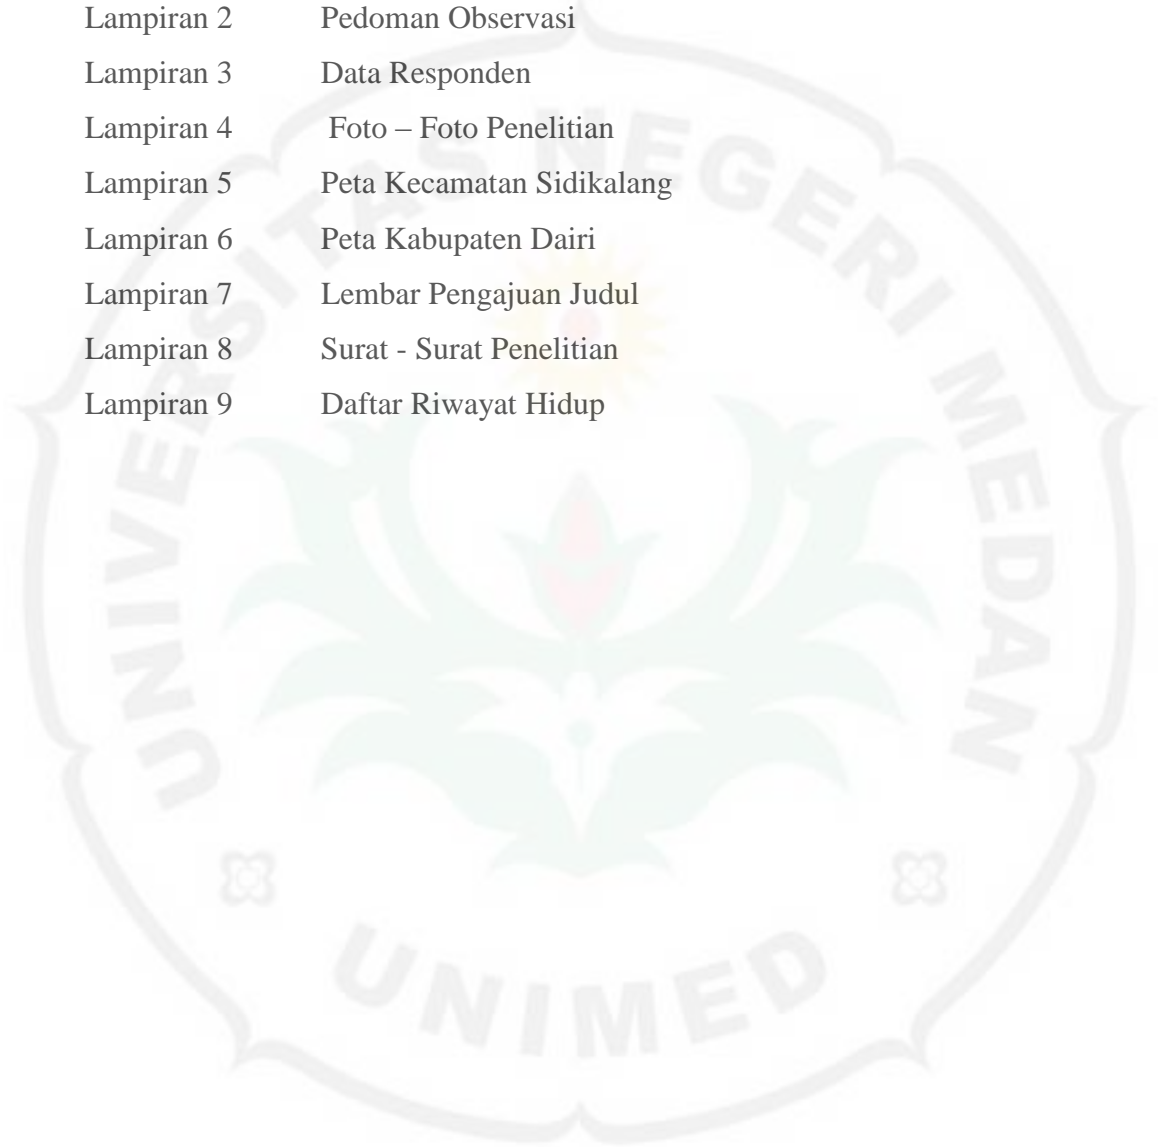 Lampiran 2 Pedoman Observasi
Lampiran 3 Data Responden
Lampiran 4 Foto – Foto Penelitian
Lampiran 5 Peta Kecamatan Sidikalang
Lampiran 6 Peta Kabupaten Dairi
Lampiran 7 Lembar Pengajuan Judul
Lampiran 8 Surat - Surat Penelitian
Lampiran 9 Daftar Riwayat Hidup
UNIVERSITAS NEGERI MEDAN
UNIMED